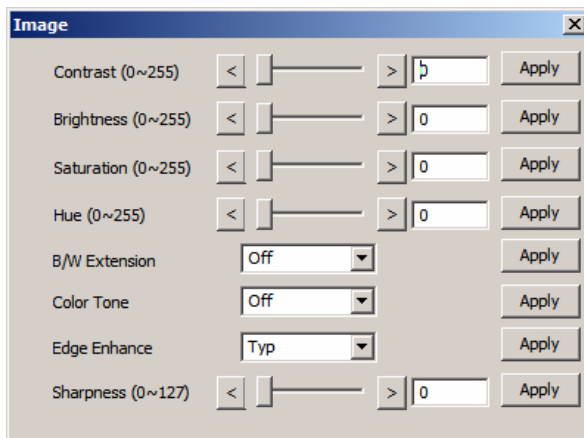 Image
Contrast (0~255) < > 0 Apply
Brightness (0~255) < > 0 Apply
Saturation (0~255) < > 0 Apply
Hue (0~255) < > 0 Apply
B/W Extension Off Apply
Color Tone Off Apply
Edge Enhance Typ Apply
Sharpness (0~127) < > 0 Apply